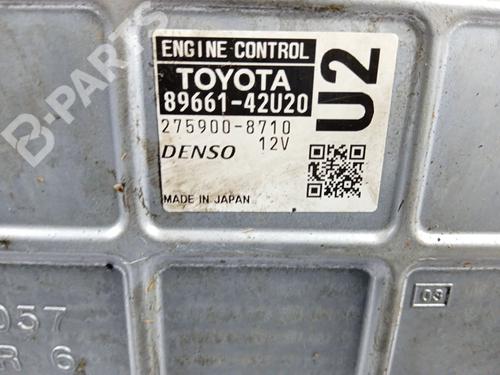 B-PARTS
ENGINE CONTROL
TOYOTA
89661-42U20
275900-8710
DENSO 12V
MADE IN JAPAN
U2
03
057
R 6